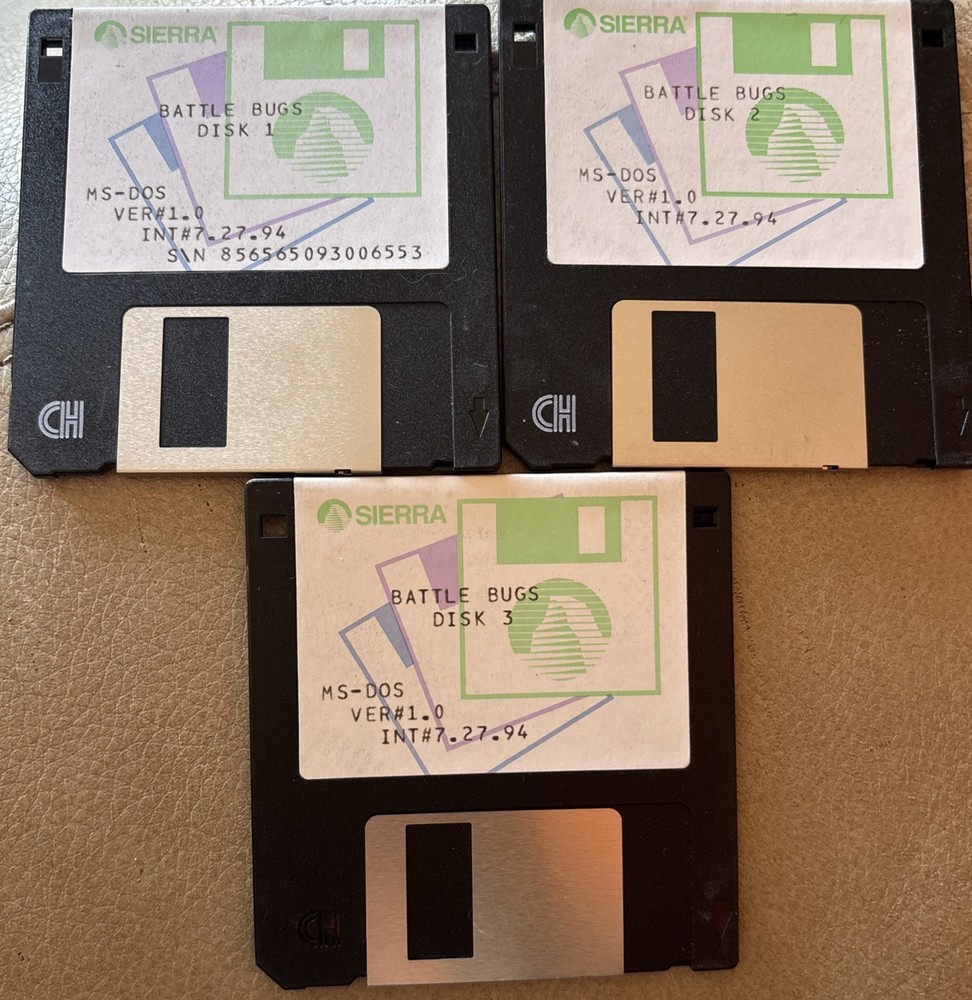 SIERRA
BATTLE BUGS
DISK 1
MS-DOS
VER#1.0
INT#7.27.94
S\N 856565093006553
CH
SIERRA
BATTLE BUGS
DISK 2
MS-DOS
VER#1.0
INT#7.27.94
CH
SIERRA
BATTLE BUGS
DISK 3
MS-DOS
VER#1.0
INT#7.27.94
CH